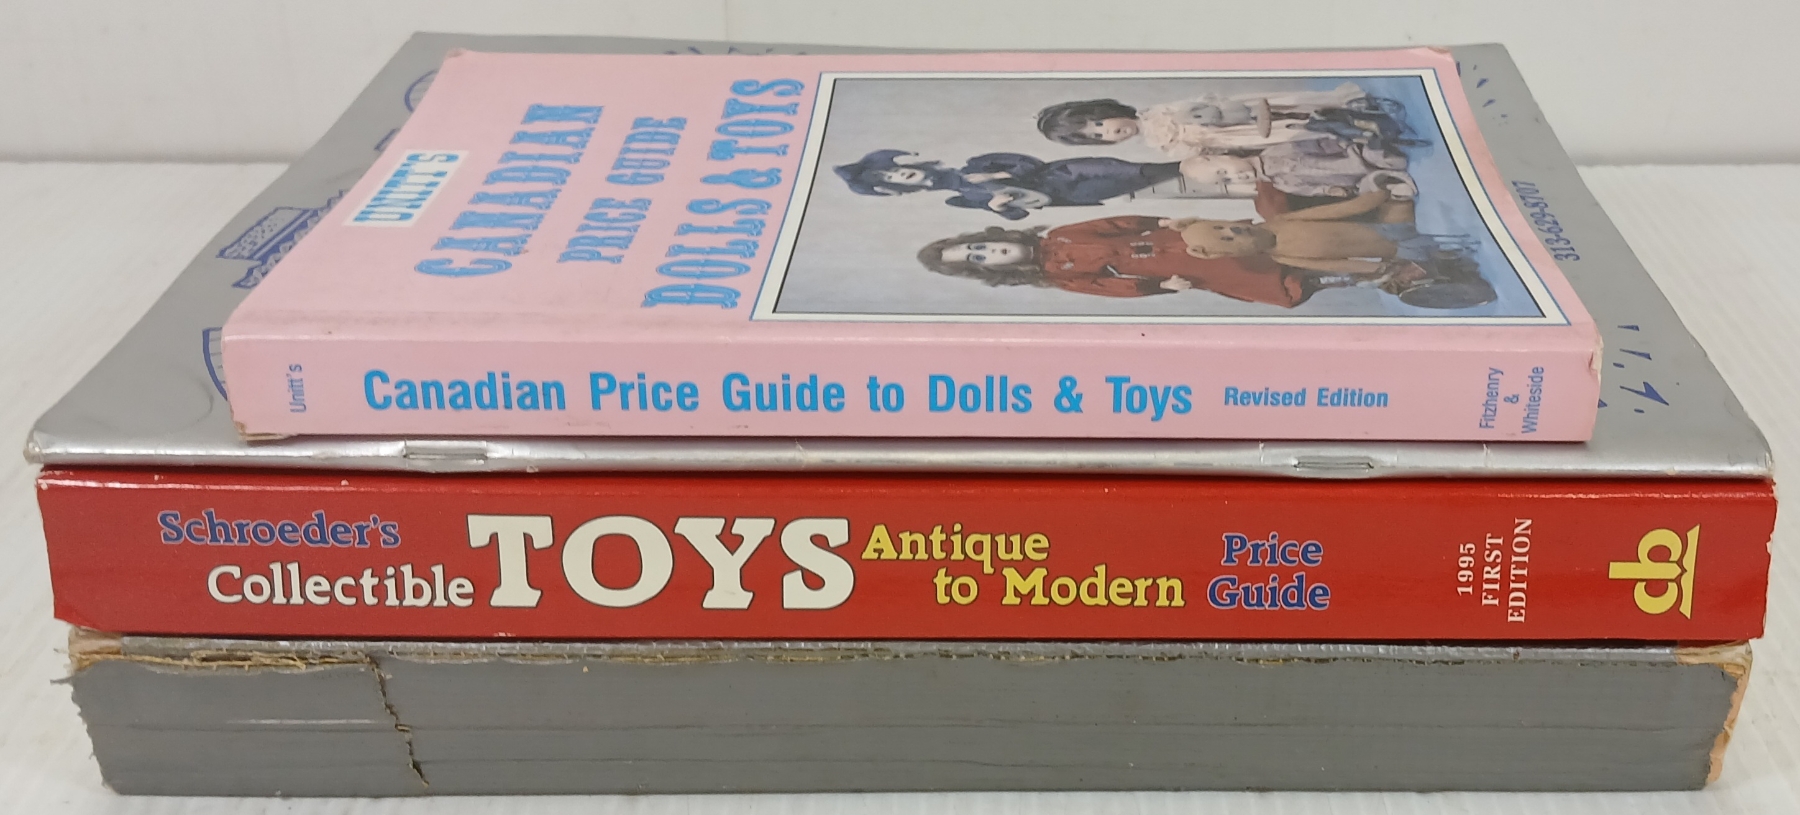 UNITT'S
CANADIAN
PRICE GUIDE
DOLLS & TOYS
313-629-8707
Unitt's
Canadian Price Guide to Dolls & Toys
Revised Edition
Fitzhenry
&
Whiteside
Schroeder's
Collectible
TOYS
Antique
to Modern
Price
Guide
1995
FIRST
EDITION
cb